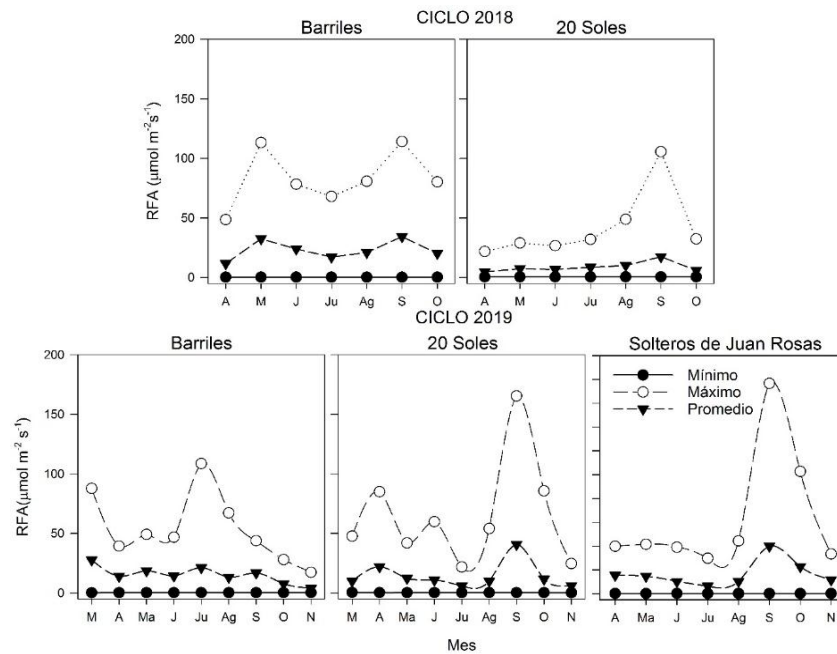 CICLO 2018
Barriles 20 Soles
200
150
100
50
0
RFA (µmol m⁻²s⁻¹)
A M J Ju Ag S O A M J Ju Ag S O
CICLO 2019
Barriles 20 Soles Solteros de Juan Rosas
200
150
100
50
0
RFA(µmol m⁻² s⁻¹)
Mínimo
Máximo
Promedio
M A Ma J Ju Ag S O N M A Ma J Ju Ag S O N A Ma J Ju Ag S O N
Mes